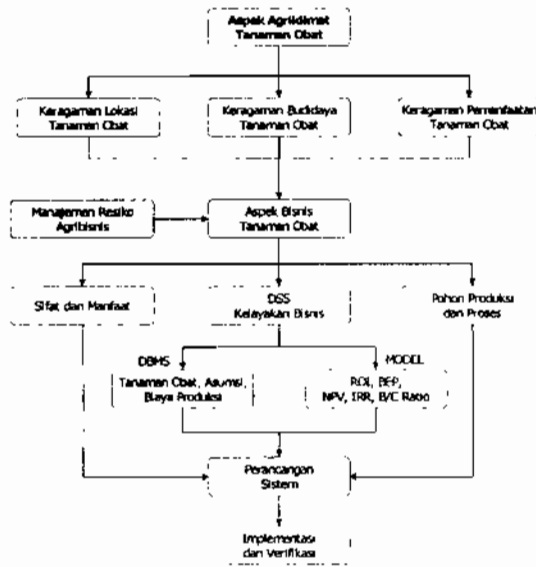 Aspek Agriklimat
Tanaman Obat
Keragaman Lokasi
Tanaman Obat
Keragaman Budidaya
Tanaman Obat
Keragaman Pemanfaatan
Tanaman Obat
Manajemen Resiko
Agribisnis
Aspek Bisnis
Tanaman Obat
Sifat dan Manfaat
DSS
Kelayakan Bisnis
Pohon Produksi
dan Proses
DBMS
MODEL
Tanaman Obat, Asumsi,
Biaya Produksi
ROI, BEP,
NPV, IRR, B/C Ratio
Perancangan
Sistem
Implementasi
dan Verifikasi